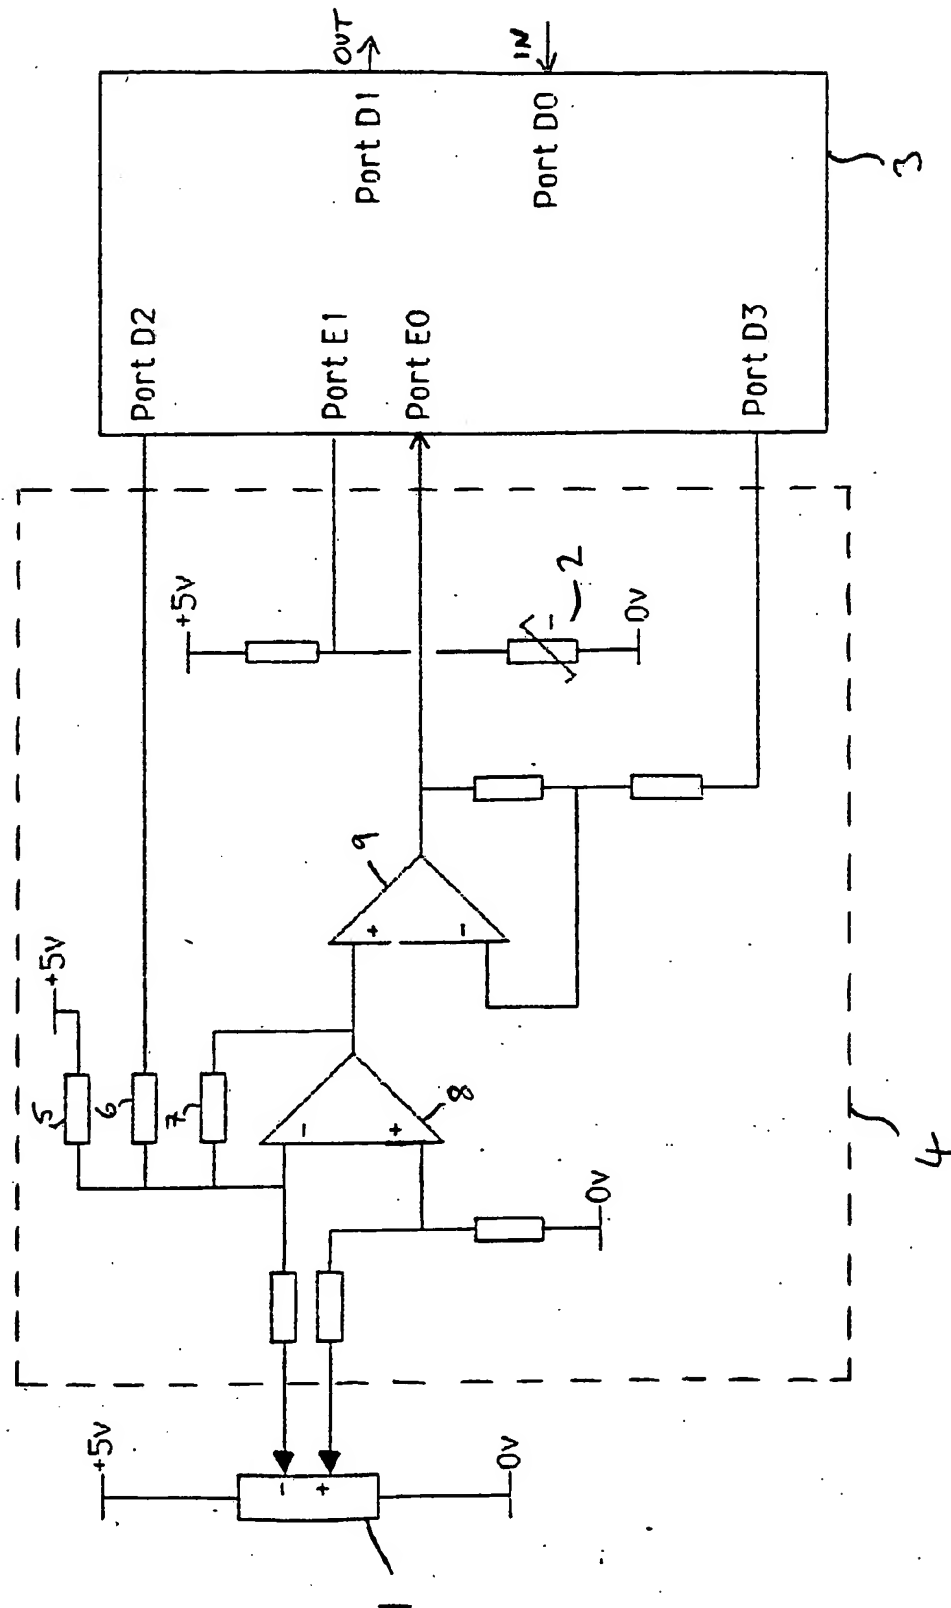 OUT
IN
Port D1
Port D0
3
Port D2
Port E1
Port E0
Port D3
+5v
2
0v
9
+5v
5
6
7
-
+
8
+
-
0v
4
+5v
-
+
0v
1